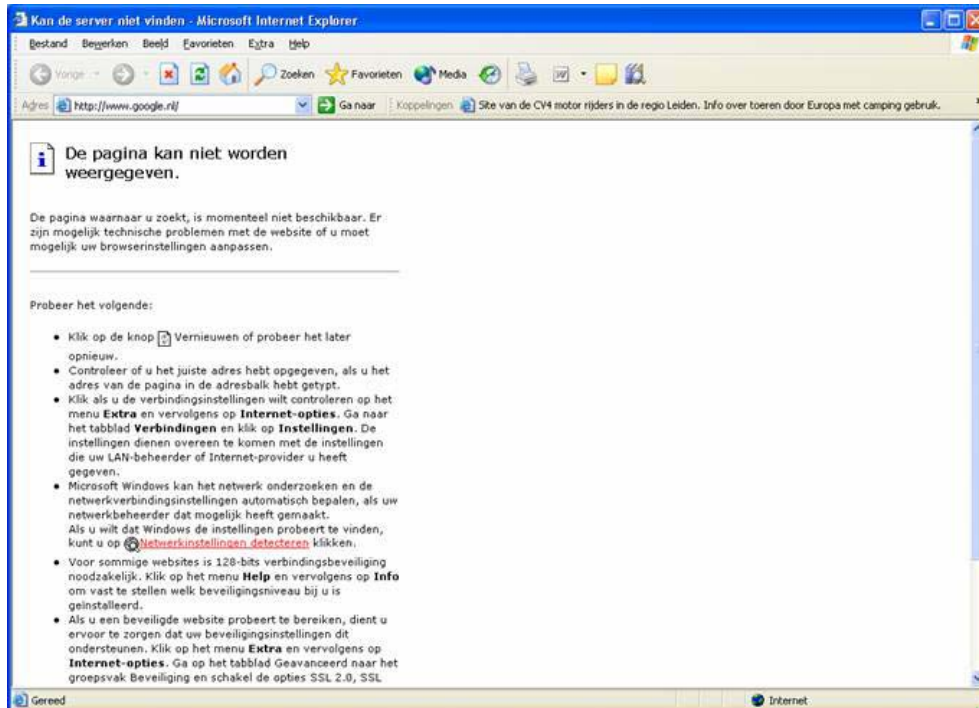 Kan de server niet vinden - Microsoft Internet Explorer
Bestand Bewerken Beeld Favorieten Extra Help
Vorige Zoeken Favorieten Media
Adres http://www.google.nl/ Ga naar Koppelingen Site van de CV4 motor rijders in de regio Leiden. Info over toeren door Europa met camping gebruik.
De pagina kan niet worden
weergegeven.
De pagina waarnaar u zoekt, is momenteel niet beschikbaar. Er
zijn mogelijk technische problemen met de website of u moet
mogelijk uw browserinstellingen aanpassen.
Probeer het volgende:
• Klik op de knop Vernieuwen of probeer het later
opnieuw.
• Controleer of u het juiste adres hebt opgegeven, als u het
adres van de pagina in de adresbalk hebt getypt.
• Klik als u de verbindingsinstellingen wilt controleren op het
menu Extra en vervolgens op Internet-opties. Ga naar
het tabblad Verbindingen en klik op Instellingen. De
instellingen dienen overeen te komen met de instellingen
die uw LAN-beheerder of Internet-provider u heeft
gegeven.
• Microsoft Windows kan het netwerk onderzoeken en de
netwerkverbindingsinstellingen automatisch bepalen, als uw
netwerkbeheerder dat mogelijk heeft gemaakt.
Als u wilt dat Windows de instellingen probeert te vinden,
kunt u op Netwerkinstellingen detecteren klikken.
• Voor sommige websites is 128-bits verbindingsbeveiliging
noodzakelijk. Klik op het menu Help en vervolgens op Info
om vast te stellen welk beveiligingsniveau bij u is
geïnstalleerd.
• Als u een beveiligde website probeert te bereiken, dient u
ervoor te zorgen dat uw beveiligingsinstellingen dit
ondersteunen. Klik op het menu Extra en vervolgens op
Internet-opties. Ga op het tabblad Geavanceerd naar het
groepsvak Beveiliging en schakel de opties SSL 2.0, SSL
Gereed Internet